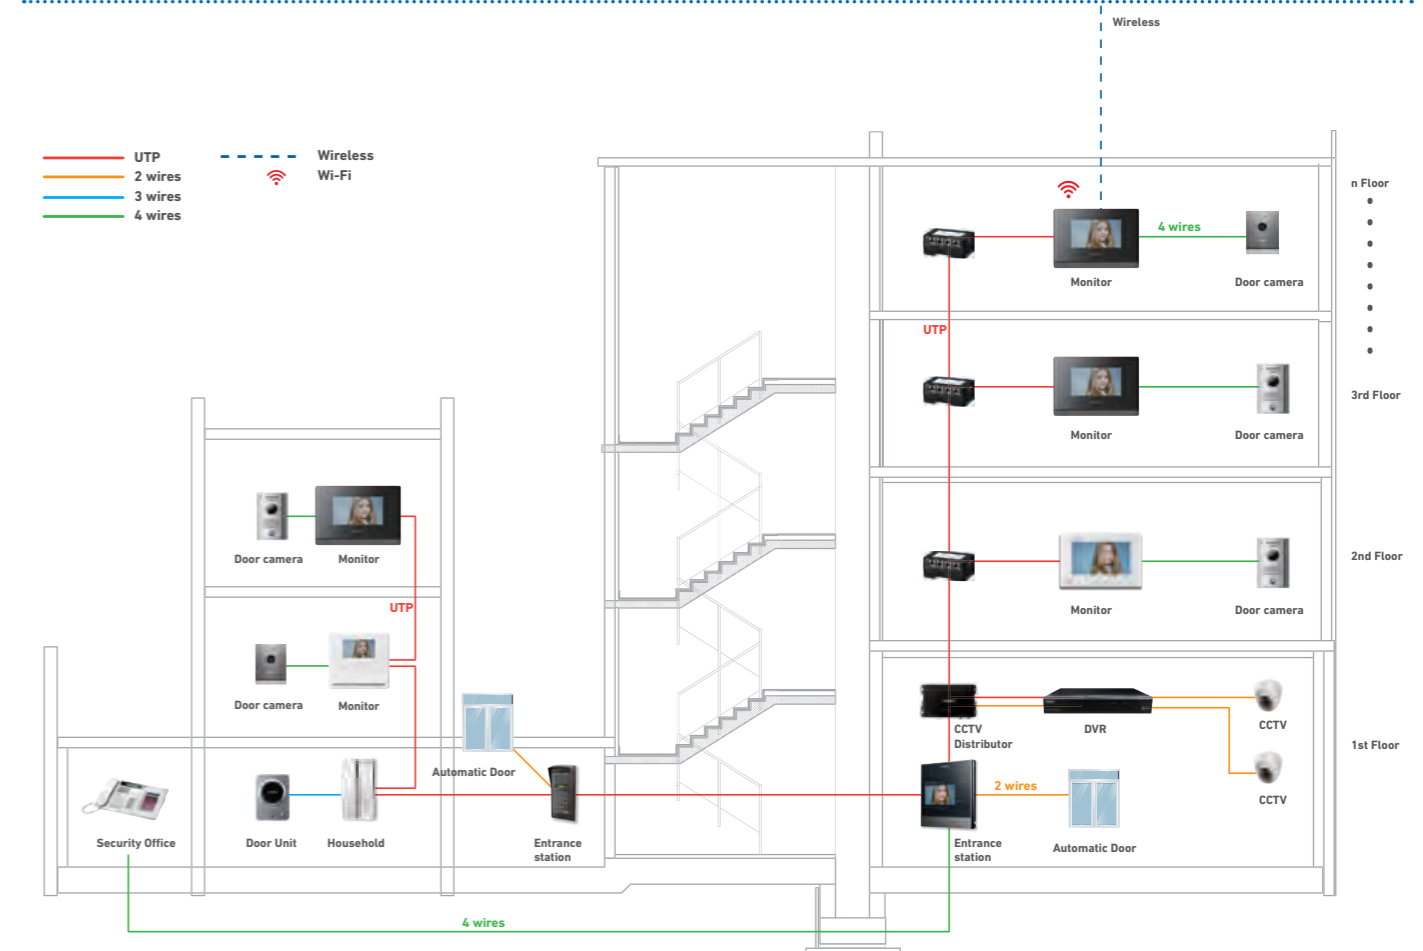 Wireless
UTP
2 wires
3 wires
4 wires
Wireless
Wi-Fi
n Floor
4 wires
Monitor
Door camera
UTP
3rd Floor
Monitor
Door camera
2nd Floor
Monitor
Door camera
Door camera
Monitor
UTP
Door camera
Monitor
CCTV
Distributor
DVR
CCTV
1st Floor
Automatic Door
2 wires
CCTV
Security Office
Door Unit
Household
Entrance
station
Entrance
station
Automatic Door
4 wires